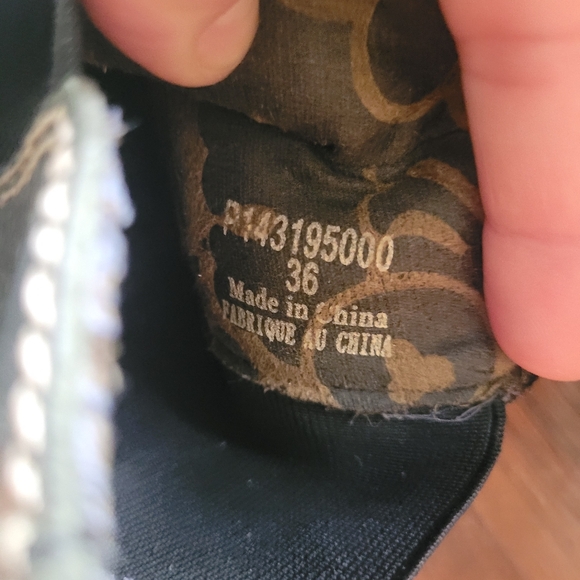 P143195000
36
Made in China
FABRIQUE AU CHINA